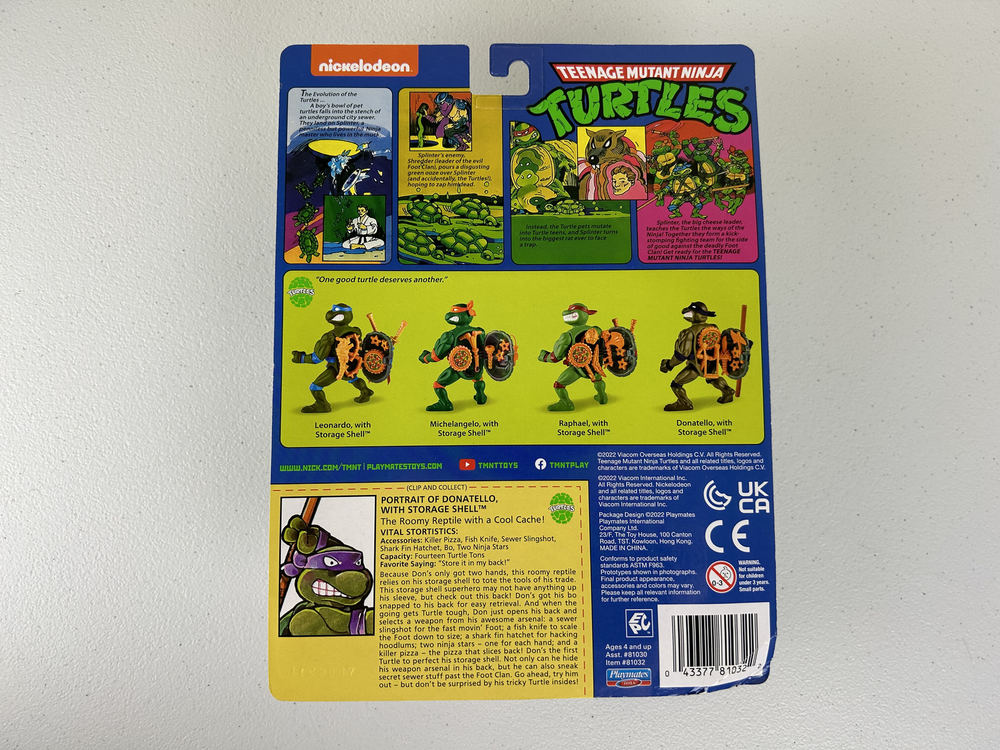 nickelodeon
TEENAGE MUTANT NINJA
TURTLES
The Evolution of the
Turtles ...
A boy's bowl of pet
turtles falls into the stench of
an underground city sewer.
They land on Splinter, a
penniless but powerful Ninja
master who lives in the muck.
Splinter's enemy,
Shredder (leader of the evil
Foot Clan), pours a disgusting
green ooze over Splinter
(and accidentally, the Turtles!),
hoping to zap him dead.
Instead, the Turtle pets mutate
into Turtle teens, and Splinter turns
into the biggest rat ever to face
a trap.
Splinter, the big cheese leader,
teaches the Turtles the ways of the
Ninja! Together they form a kick-
stomping fighting team for the side
of good against the deadly Foot
Clan! Get ready for the TEENAGE
MUTANT NINJA TURTLES!
TURTLES
"One good turtle deserves another."
Leonardo, with
Storage Shell™
Michelangelo, with
Storage Shell™
Raphael, with
Storage Shell™
Donatello, with
Storage Shell™
WWW.NICK.COM/TMNT | PLAYMATESTOYS.COM
TMNTTOYS
TMNTPLAY
(CLIP AND COLLECT)
PORTRAIT OF DONATELLO,
WITH STORAGE SHELL™
The Roomy Reptile with a Cool Cache!
TURTLES
VITAL STORTISTICS:
Accessories: Killer Pizza, Fish Knife, Sewer Slingshot,
Shark Fin Hatchet, Bo, Two Ninja Stars
Capacity: Fourteen Turtle Tons
Favorite Saying: "Store it in my back!"
Because Don's only got two hands, this roomy reptile
relies on his storage shell to tote the tools of his trade.
This storage shell superhero may not have anything up
his sleeve, but check out this back! Don's got his bo
snapped to his back for easy retrieval. And when the
going gets Turtle tough, Don just opens his back and
selects a weapon from his awesome arsenal: a sewer
slingshot for the fast movin' Foot; a fish knife to scale
the Foot down to size; a shark fin hatchet for hacking
hoodlums; two ninja stars – one for each hand; and a
killer pizza – the pizza that slices back! Don's the first
Turtle to perfect his storage shell. Not only can he hide
his weapon arsenal in his back, but he can also sneak
secret sewer stuff past the Foot Clan. Go ahead, try him
out – but don't be surprised by his tricky Turtle insides!
©2022 Viacom Overseas Holdings C.V. All Rights Reserved.
Teenage Mutant Ninja Turtles and all related titles, logos and
characters are trademarks of Viacom Overseas Holdings C.V.
©2022 Viacom International Inc.
All Rights Reserved. Nickelodeon
and all related titles, logos and
characters are trademarks of
Viacom International Inc.
Package Design ©2022 Playmates
Playmates International
Company Ltd.
23/F, The Toy House, 100 Canton
Road, TST, Kowloon, Hong Kong.
MADE IN CHINA.
Conforms to product safety
standards ASTM F963.
Prototypes shown in photographs.
Final product appearance,
accessories and colors may vary.
Please keep all relevant information
for further reference.
UK
CA
CE
0-3
WARNING.
Not suitable
for children
under 3 years.
Small parts.
Ages 4 and up
Asst. #81030
Item #81032
Playmates
TOYS
0 43377 81032 2